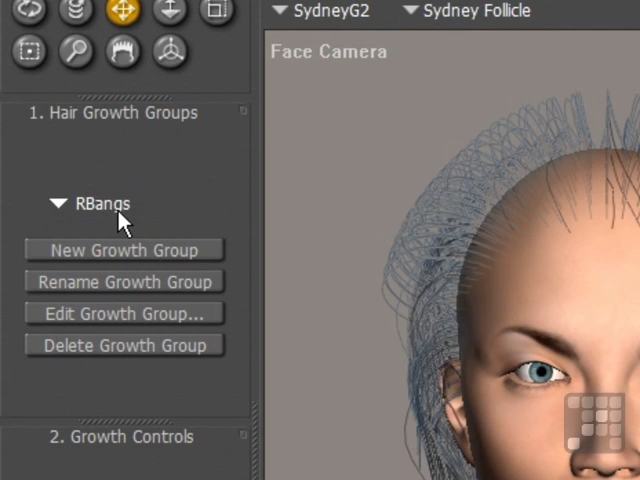 SydneyG2
Sydney Follicle
Face Camera
1. Hair Growth Groups
RBangs
New Growth Group
Rename Growth Group
Edit Growth Group...
Delete Growth Group
2. Growth Controls